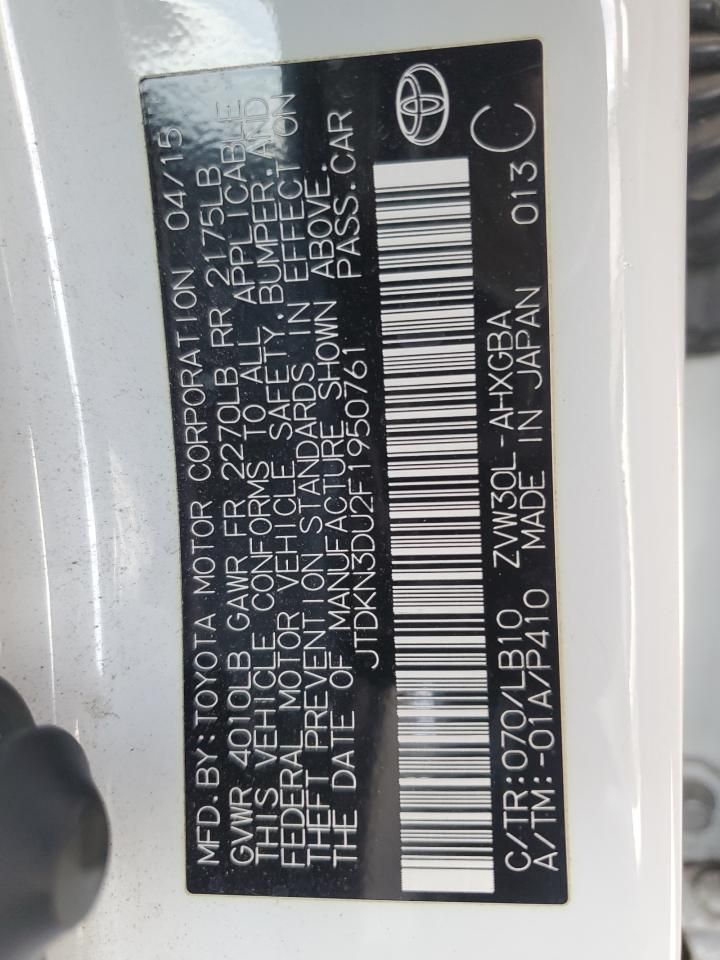 MFD.BY:TOYOTA MOTOR CORPORATION 04/15
GVWR 4010LB GAWR FR 2270LB RR 2175LB
THIS VEHICLE CONFORMS TO ALL APPLICABLE
FEDERAL MOTOR VEHICLE SAFETY,BUMPER,AND
THEFT PREVENTION STANDARDS IN EFFECT ON
THE DATE OF MANUFACTURE SHOWN ABOVE.
JTDKN3DU2F1950761 PASS.CAR
C/TR:070/LB10 ZVW30L-AHXGBA 013 C
A/TM:-01A/P410 MADE IN JAPAN